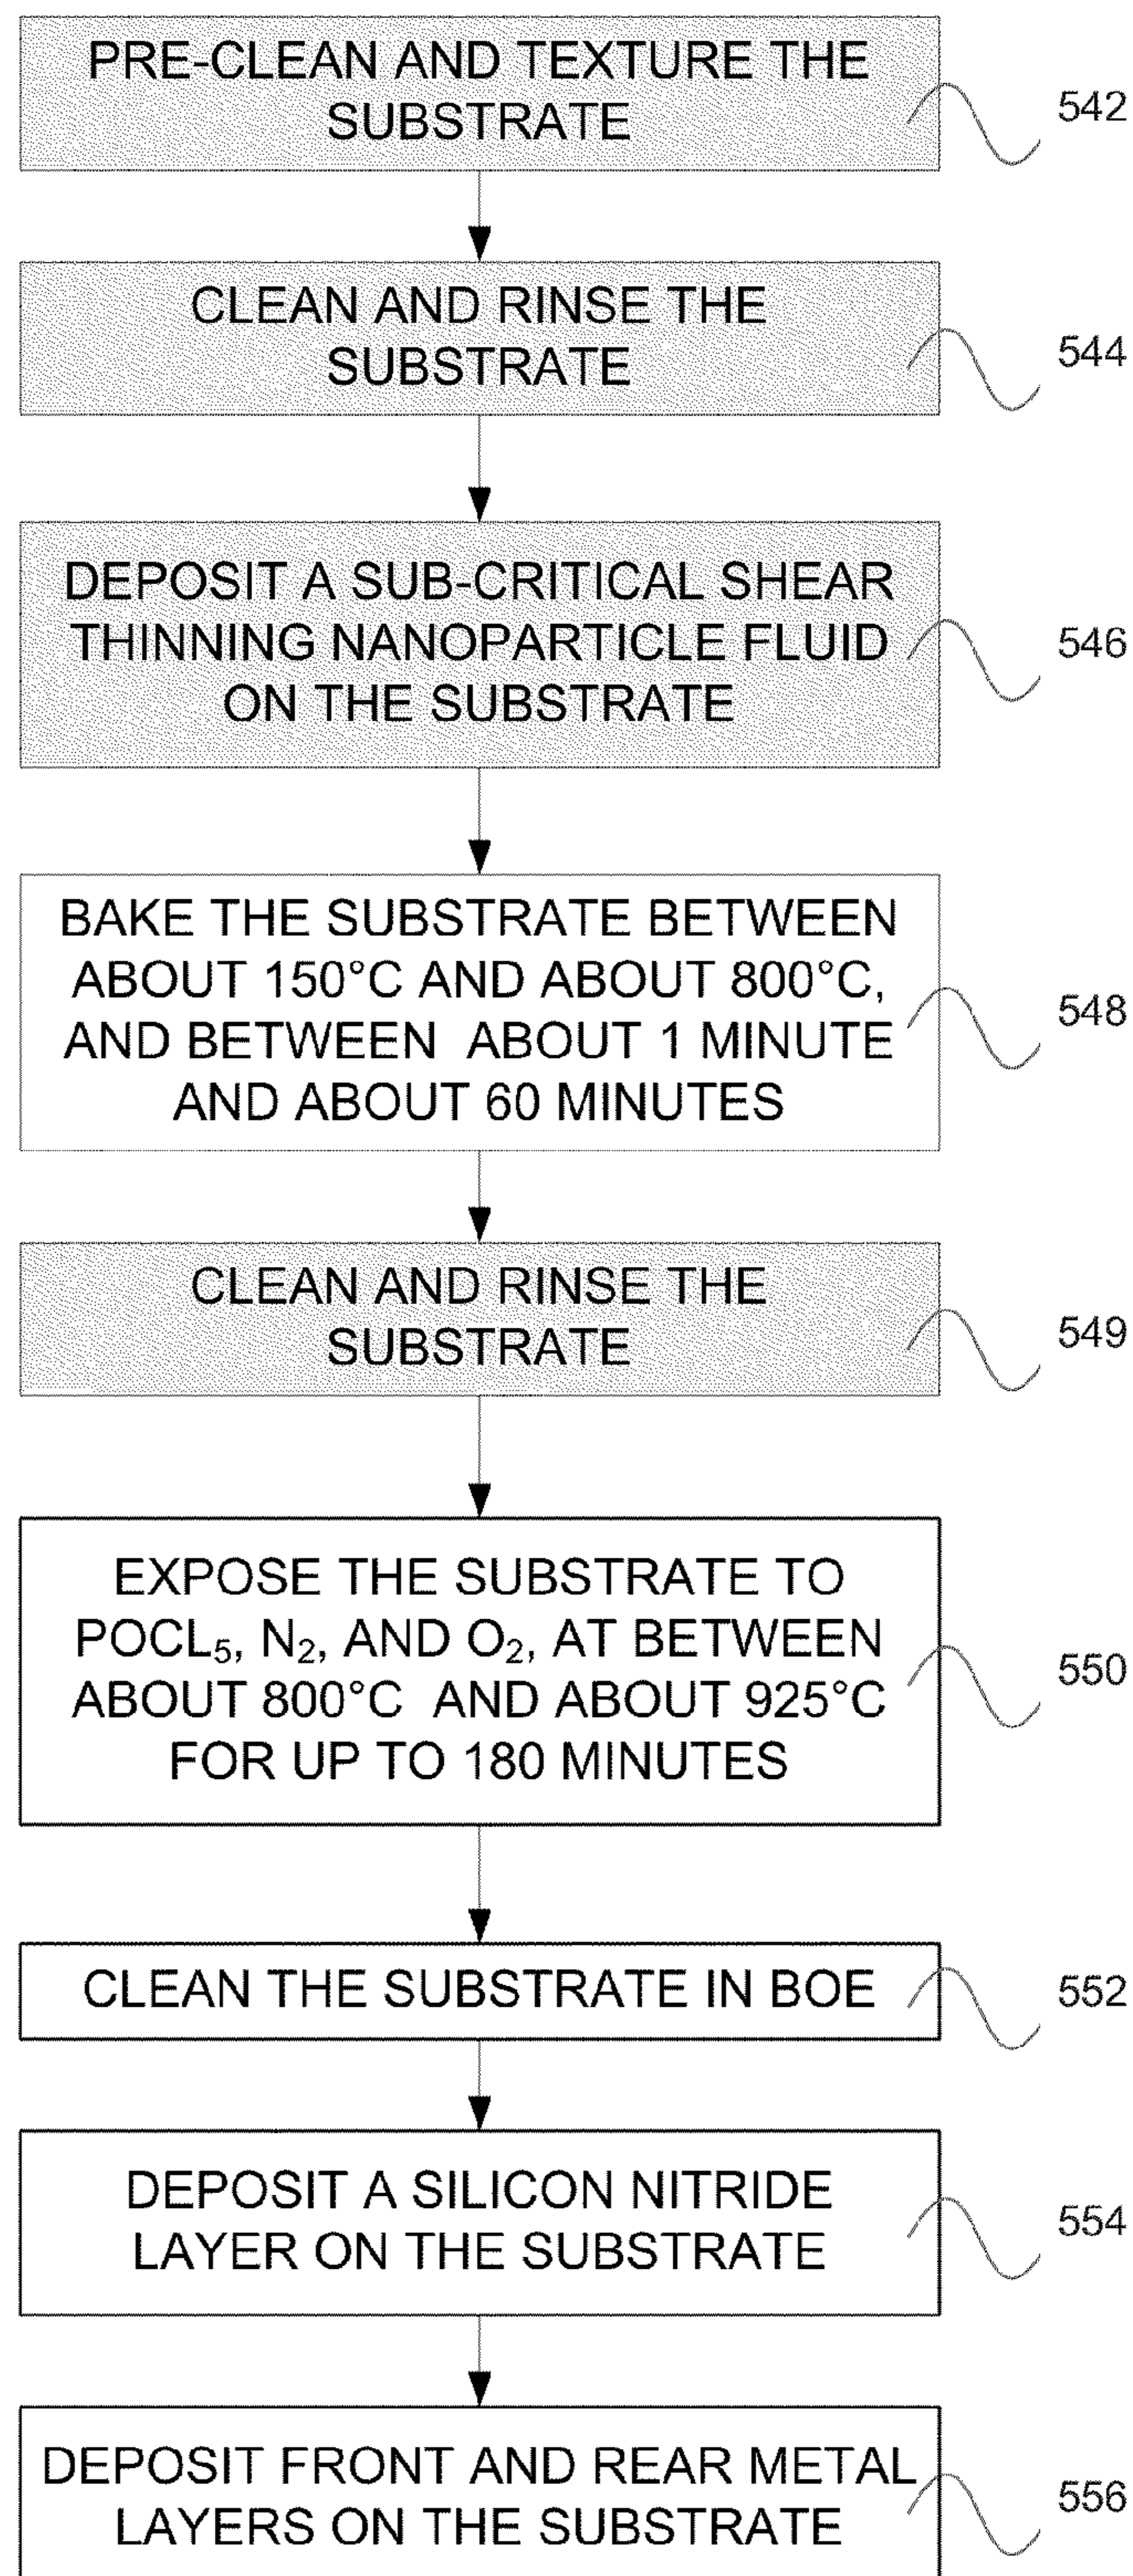 PRE-CLEAN AND TEXTURE THE
SUBSTRATE
542
CLEAN AND RINSE THE
SUBSTRATE
544
DEPOSIT A SUB-CRITICAL SHEAR
THINNING NANOPARTICLE FLUID
ON THE SUBSTRATE
546
BAKE THE SUBSTRATE BETWEEN
ABOUT 150°C AND ABOUT 800°C,
AND BETWEEN ABOUT 1 MINUTE
AND ABOUT 60 MINUTES
548
CLEAN AND RINSE THE
SUBSTRATE
549
EXPOSE THE SUBSTRATE TO
POCL₅, N₂, AND O₂, AT BETWEEN
ABOUT 800°C AND ABOUT 925°C
FOR UP TO 180 MINUTES
550
CLEAN THE SUBSTRATE IN BOE
552
DEPOSIT A SILICON NITRIDE
LAYER ON THE SUBSTRATE
554
DEPOSIT FRONT AND REAR METAL
LAYERS ON THE SUBSTRATE
556